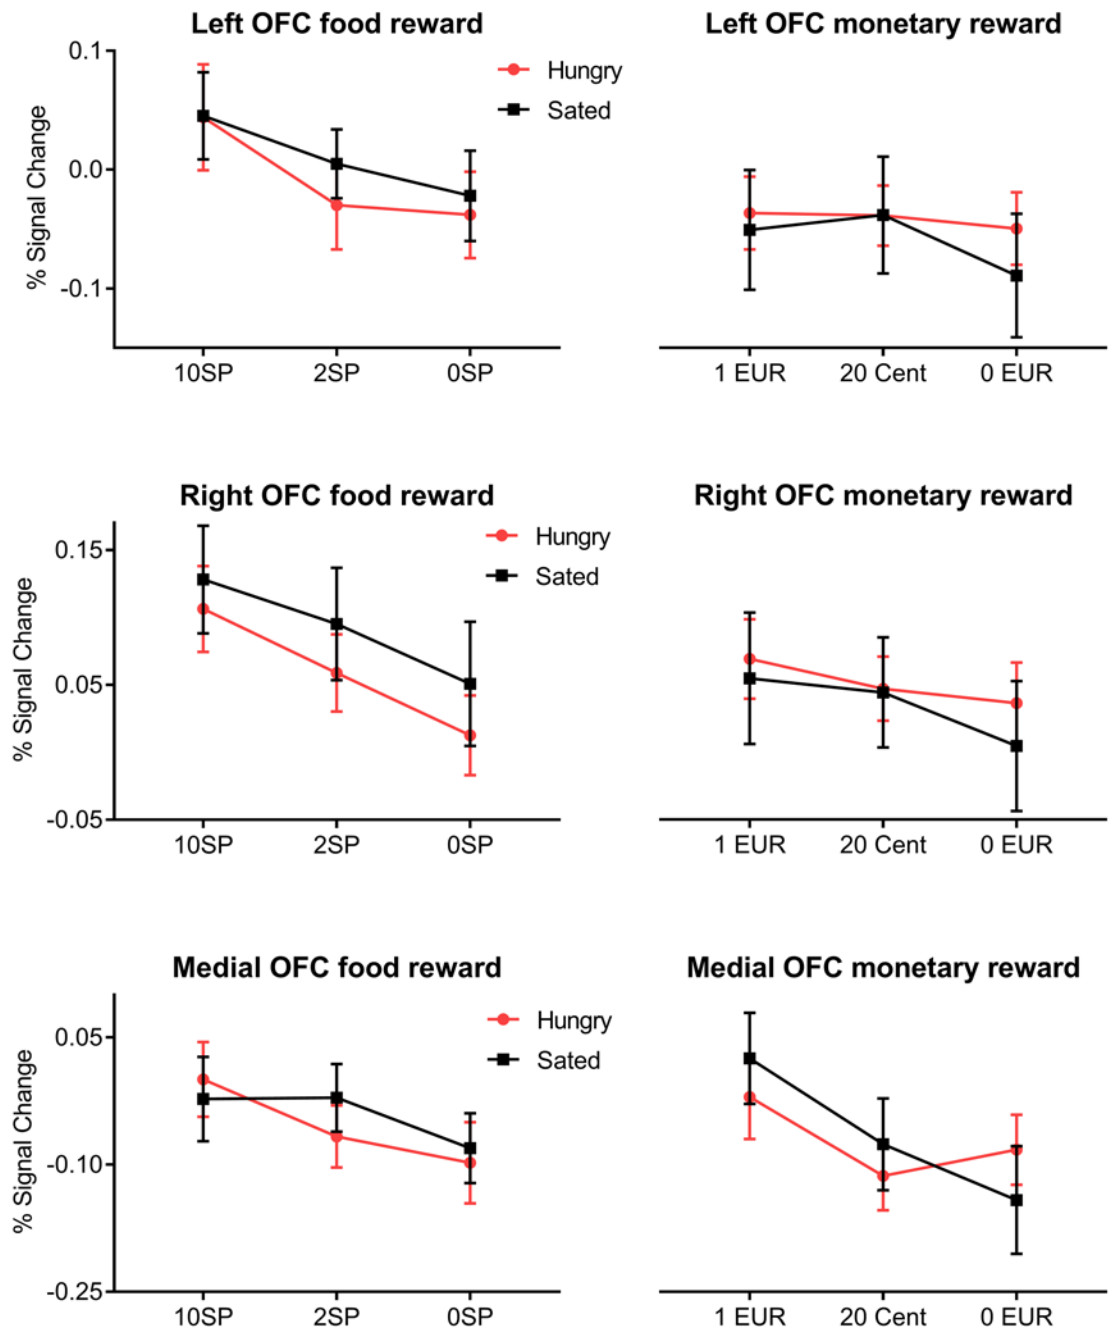 Left OFC food reward
Left OFC monetary reward
Hungry
Sated
% Signal Change
0.1
0.0
-0.1
10SP 2SP 0SP
1 EUR 20 Cent 0 EUR
Right OFC food reward
Right OFC monetary reward
Hungry
Sated
% Signal Change
0.15
0.05
-0.05
10SP 2SP 0SP
1 EUR 20 Cent 0 EUR
Medial OFC food reward
Medial OFC monetary reward
Hungry
Sated
% Signal Change
0.05
-0.10
-0.25
10SP 2SP 0SP
1 EUR 20 Cent 0 EUR